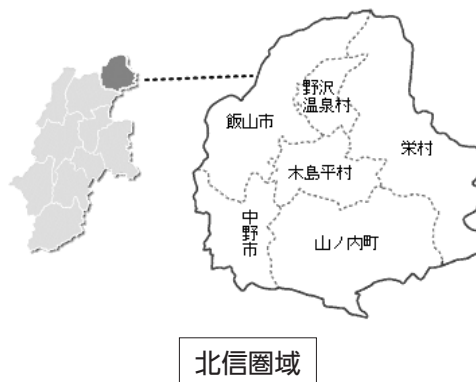 野沢
温泉村
飯山市
栄村
木島平村
中野市
山ノ内町
北信圏域